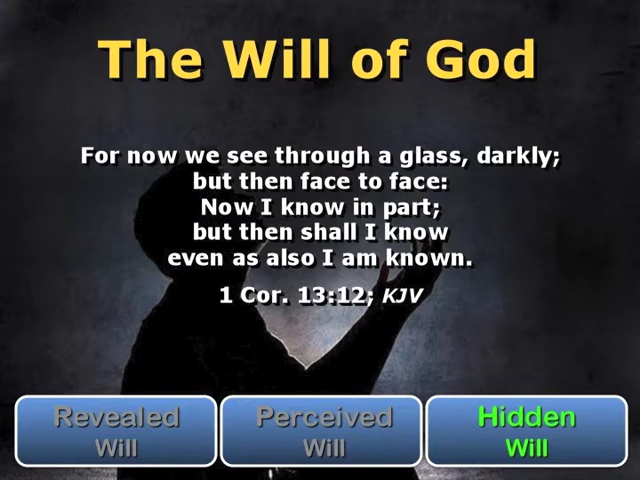 The Will of God
For now we see through a glass, darkly;
but then face to face:
Now I know in part;
but then shall I know
even as also I am known.
1 Cor. 13:12; KJV
Revealed
Will
Perceived
Will
Hidden
Will